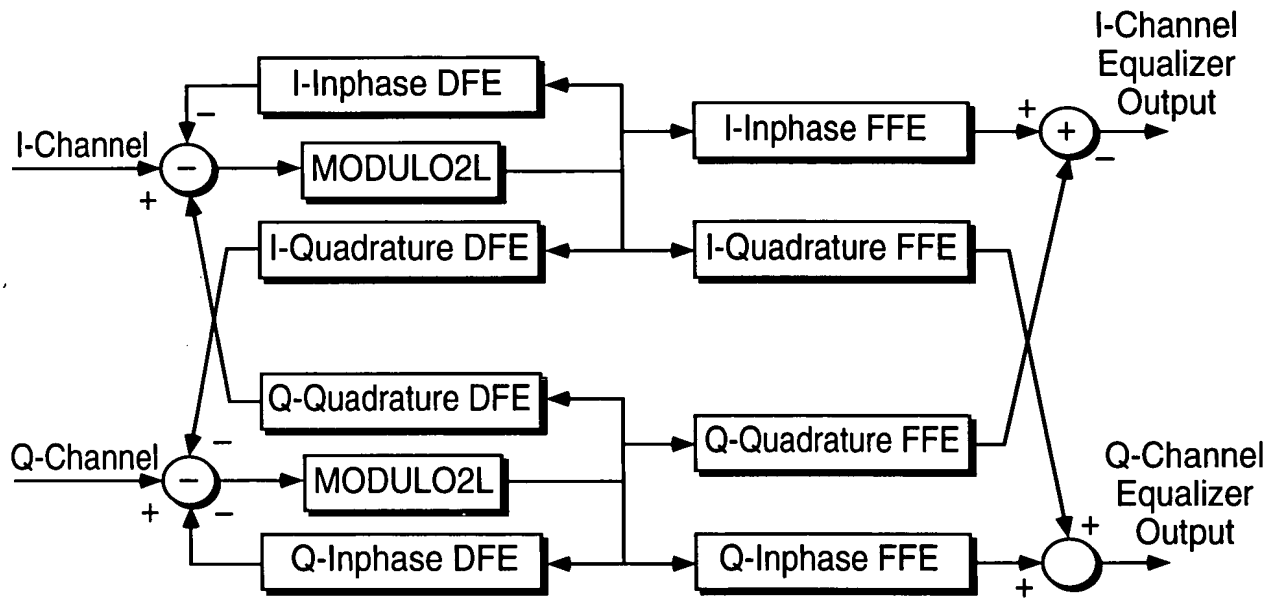 I-Channel
Equalizer
Output
I-Inphase DFE
I-Inphase FFE
+
+
−
−
I-Channel
−
+
MODULO2L
I-Quadrature DFE
I-Quadrature FFE
Q-Quadrature DFE
Q-Quadrature FFE
Q-Channel
−
−
+
−
MODULO2L
Q-Channel
Equalizer
Output
Q-Inphase DFE
Q-Inphase FFE
+
+